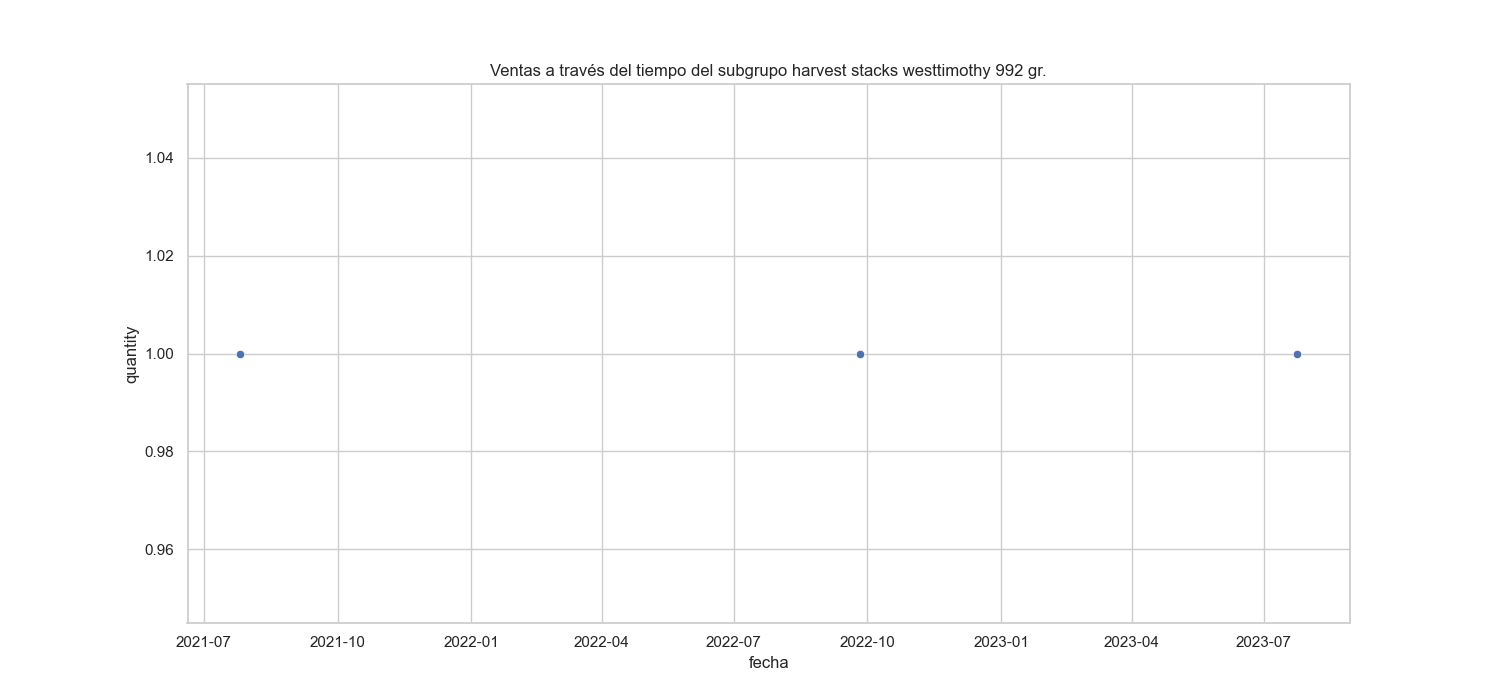 Ventas a través del tiempo del subgrupo harvest stacks westtimothy 992 gr.
1.04
1.02
1.00
0.98
0.96
quantity
2021-07 2021-10 2022-01 2022-04 2022-07 2022-10 2023-01 2023-04 2023-07
fecha